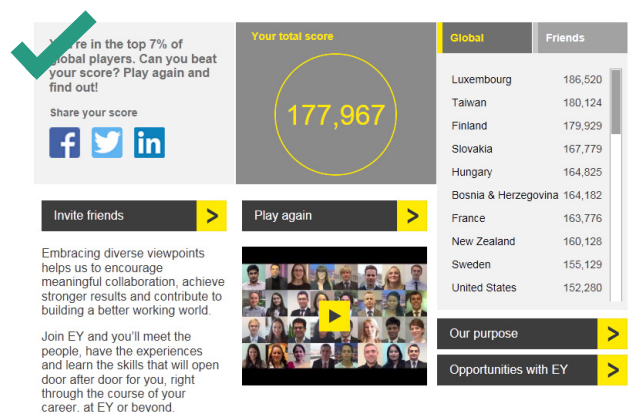 You're in the top 7% of
global players. Can you beat
your score? Play again and
find out!
Share your score
Your total score
177,967
Global
Friends
Luxembourg 186,520
Taiwan 180,124
Finland 179,929
Slovakia 167,779
Hungary 164,825
Bosnia & Herzegovina 164,182
France 163,776
New Zealand 160,128
Sweden 155,129
United States 152,280
Invite friends
Play again
Embracing diverse viewpoints
helps us to encourage
meaningful collaboration, achieve
stronger results and contribute to
building a better working world.
Join EY and you'll meet the
people, have the experiences
and learn the skills that will open
door after door for you, right
through the course of your
career, at EY or beyond.
Our purpose
Opportunities with EY